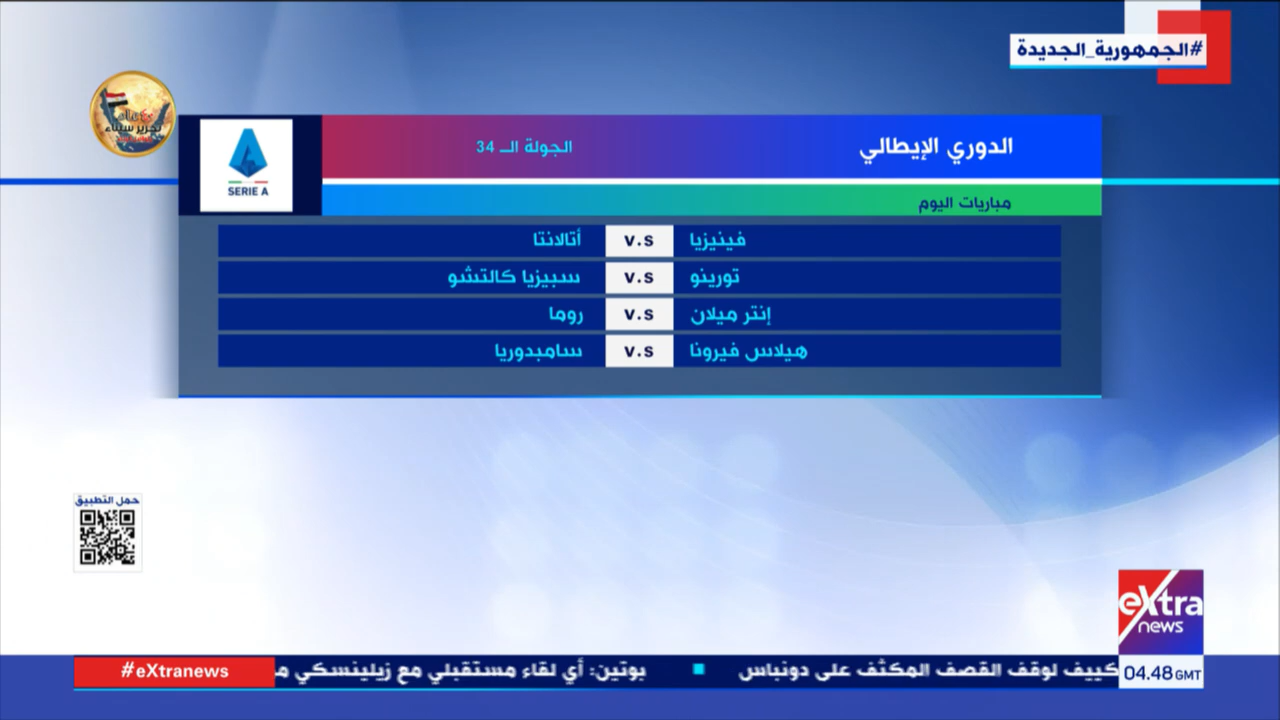 #الجمهورية_الجديدة
الدوري الإيطالي
الجولة الـ 34
SERIE A
مباريات اليوم
فينيزيا v.s أتالانتا
تورينو v.s سبيزيا كالتشو
إنتر ميلان v.s روما
هيلاس فيرونا v.s سامبدوريا
تحرير سيناء
حمل التطبيق
eXtra
news
04.48 GMT
كييف لوقف القصف المكثف على دونباس ■ بوتين: أي لقاء مستقبلي مع زيلينسكي
#eXtranews